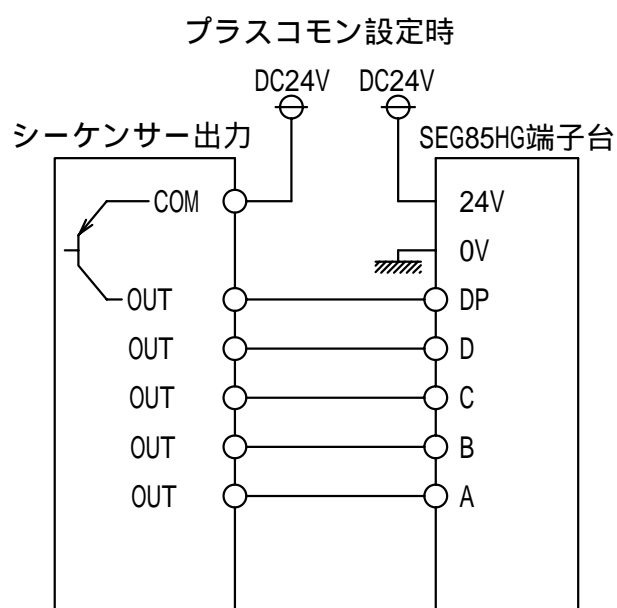 プラスコモン設定時
DC24V DC24V
シーケンサー出力 SEG85HG端子台
COM 24V
0V
OUT DP
OUT D
OUT C
OUT B
OUT A